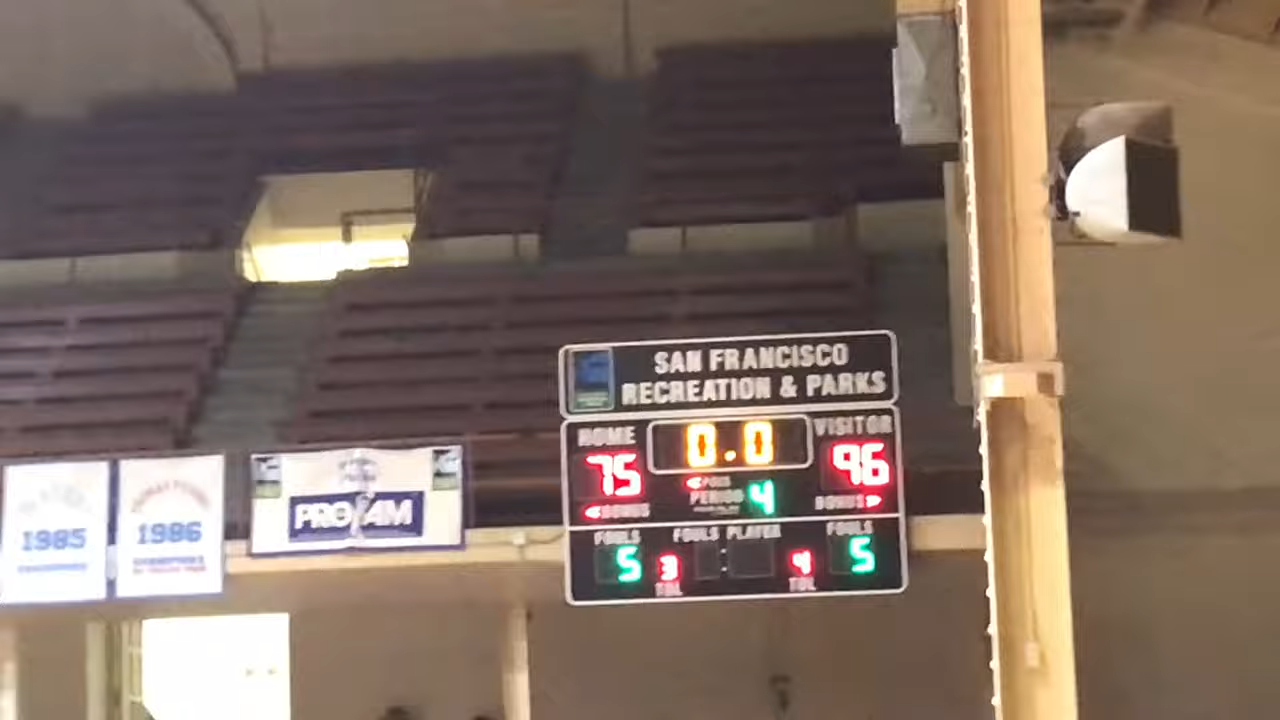 SAN FRANCISCO
RECREATION & PARKS
HOME 0.0 VISITOR
75 96
PERIOD 4
BONUS BONUS
FOULS FOULS PLAYER FOULS
5 3 4 5
TOL TOL
1985
1986
PRO AM